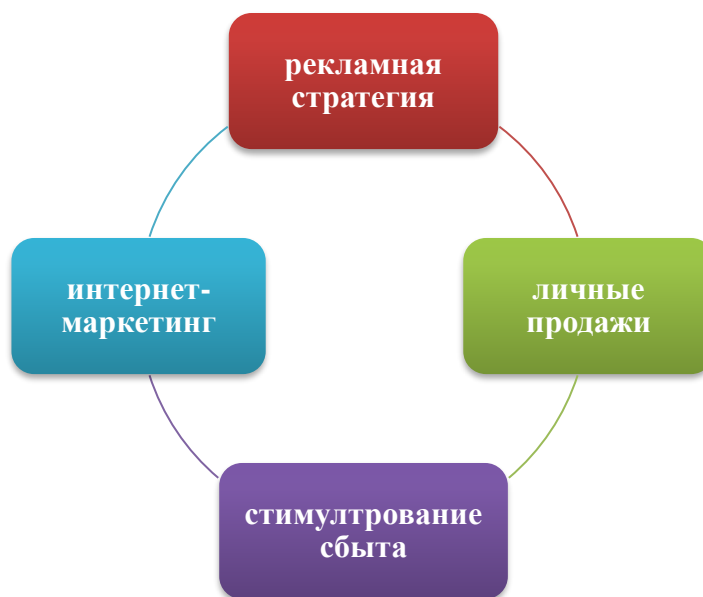 рекламная
стратегия
интернет-
маркетинг
личные
продажи
стимултрование
сбыта